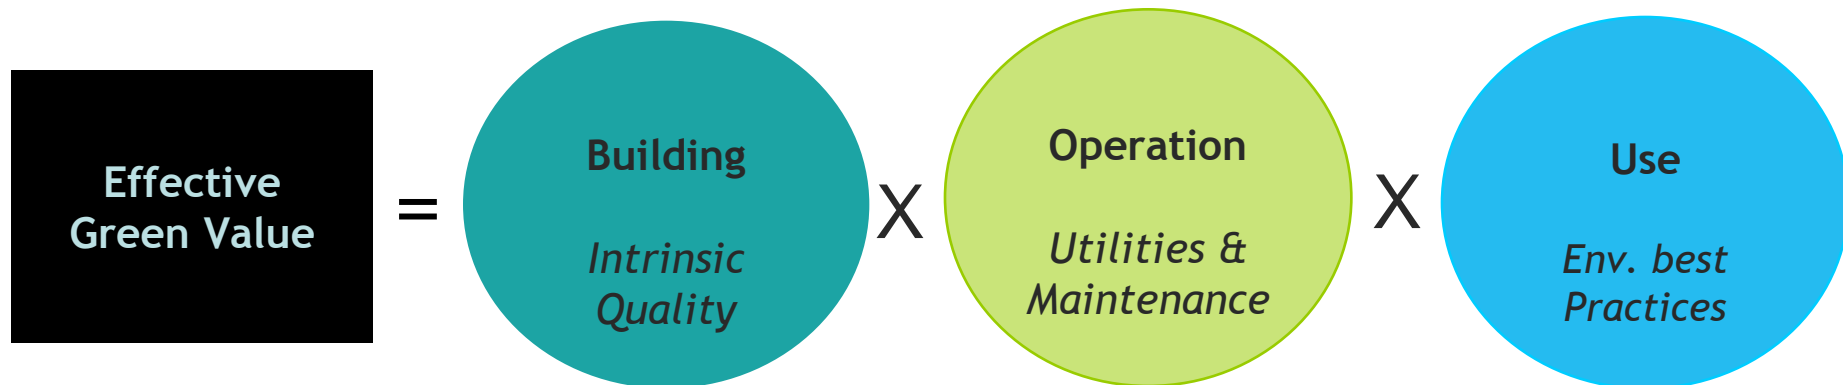 Effective
Green Value
=
Building
Intrinsic
Quality
X
Operation
Utilities &
Maintenance
X
Use
Env. best
Practices